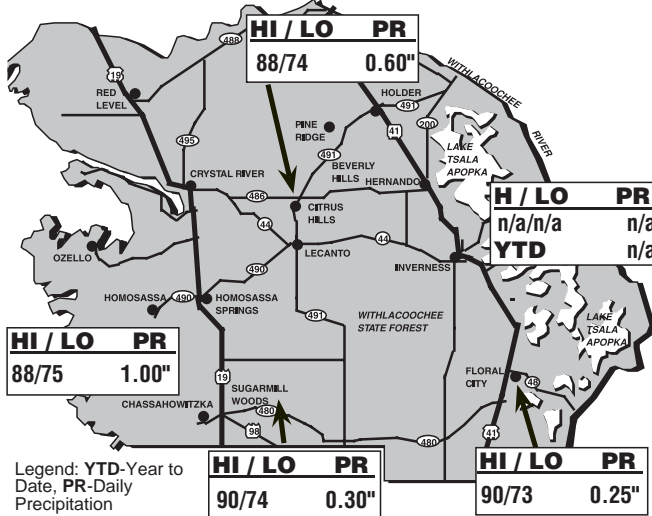 HI / LO PR
88/74 0.60"
488
19
RED
LEVEL
WITHLACOOCHEE
RIVER
HOLDER
491
41
200
PINE
RIDGE
495
491
BEVERLY
HILLS
LAKE
TSALA
APOPKA
CRYSTAL RIVER
HERNANDO
486
CITRUS
HILLS
H / LO PR
n/a/n/a n/a
YTD n/a
44
44
OZELLO
LECANTO
INVERNESS
490
HOMOSASSA
490
HOMOSASSA
SPRINGS
491
WITHLACOOCHEE
STATE FOREST
LAKE
TSALA
APOPKA
HI / LO PR
88/75 1.00"
19
SUGARMILL
WOODS
FLORAL
CITY
48
CHASSAHOWITZKA
480
98
480
41
Legend: YTD-Year to
Date, PR-Daily
Precipitation
HI / LO PR
90/74 0.30"
HI / LO PR
90/73 0.25"